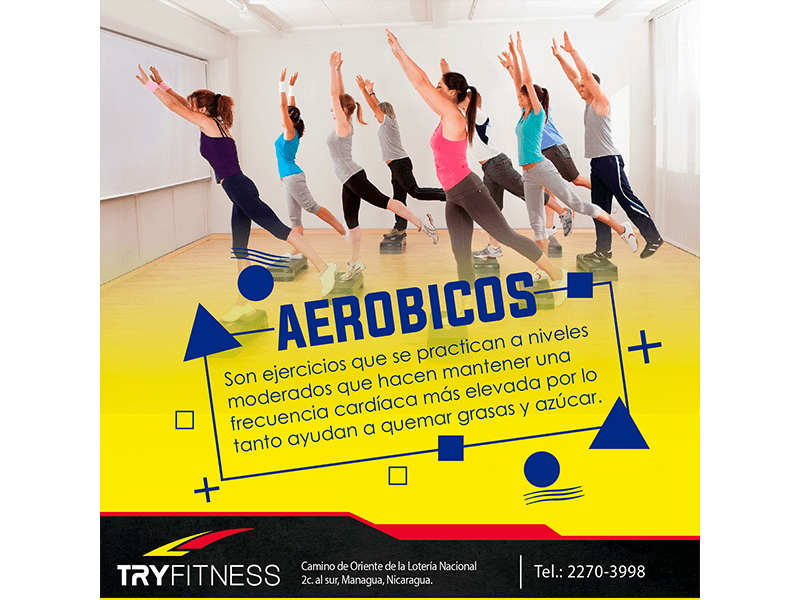 AEROBICOS
Son ejercicios que se practican a niveles
moderados que hacen mantener una
frecuencia cardíaca más elevada por lo
tanto ayudan a quemar grasas y azúcar.
TRYFITNESS
Camino de Oriente de la Lotería Nacional
2c. al sur, Managua, Nicaragua.
Tel.: 2270-3998